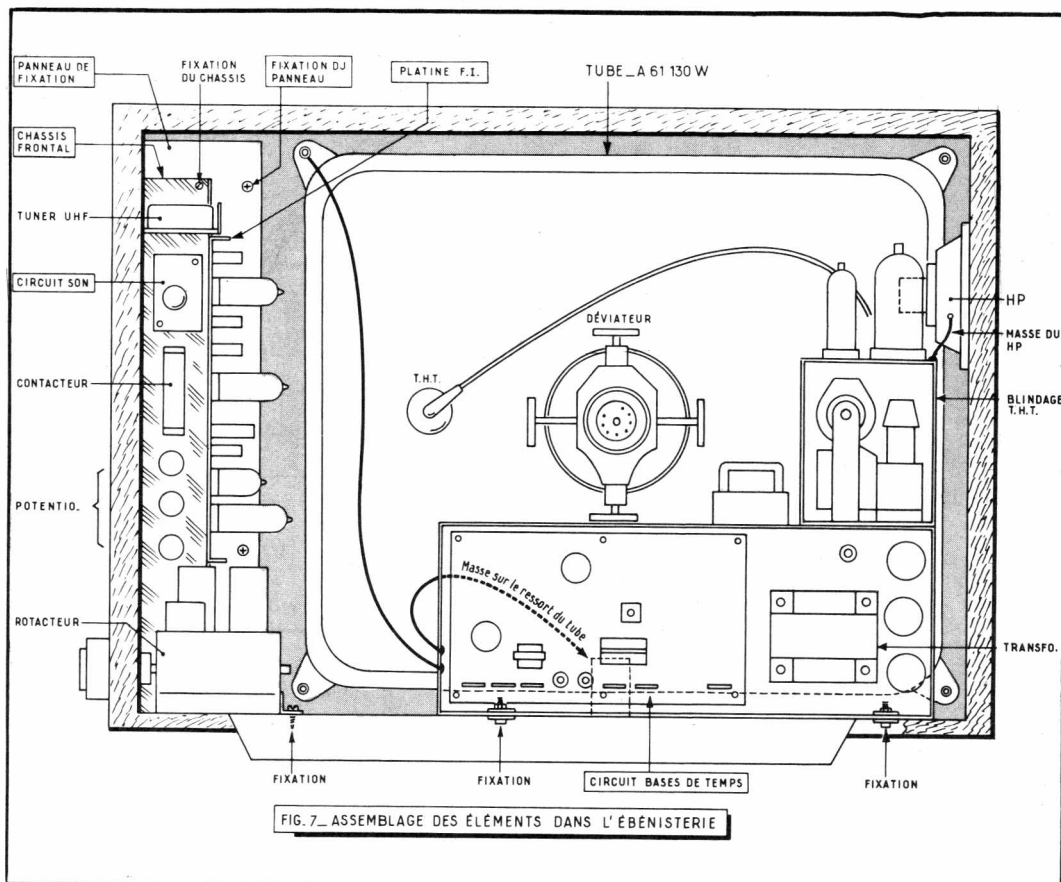 PANNEAU DE
FIXATION
FIXATION
DU CHASSIS
FIXATION DJ
PANNEAU
PLATINE F.I.
TUBE_A 61 130 W
CHASSIS
FRONTAL
TUNER UHF
CIRCUIT SON
CONTACTEUR
POTENTIO.
ROTACTEUR
T.H.T.
DÉVIATEUR
HP
MASSE DU
HP
BLINDAGE
T.H.T.
Masse sur le ressort du tube
TRANSFO.
FIXATION
FIXATION
CIRCUIT BASES DE TEMPS
FIXATION
FIG. 7_ ASSEMBLAGE DES ÉLÉMENTS DANS L'ÉBÉNISTERIE